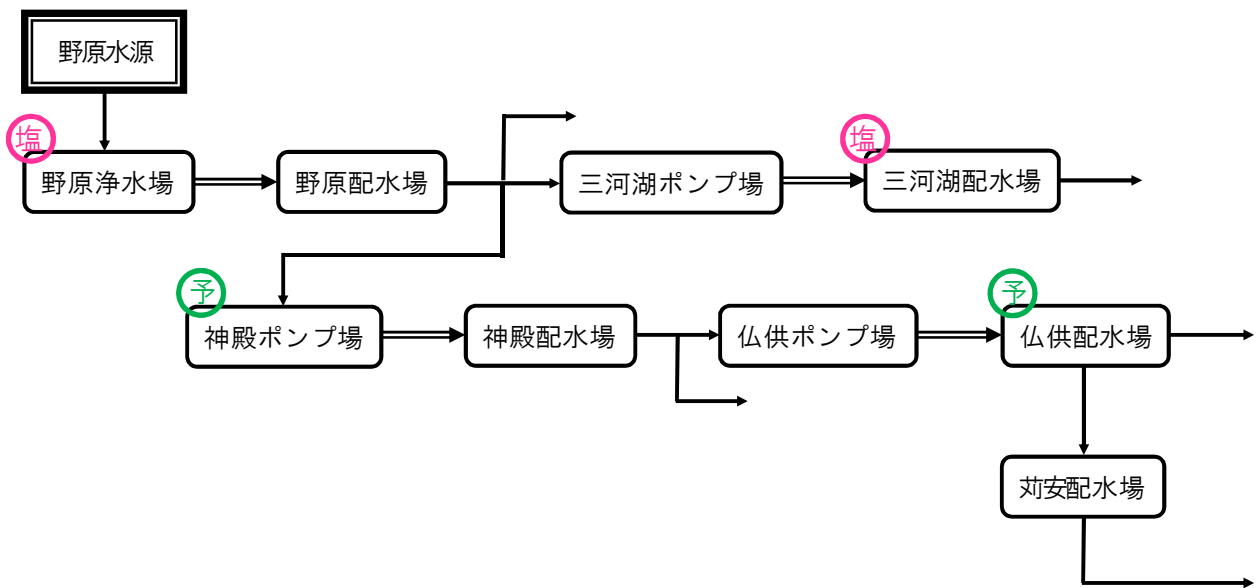 野原水源
塩
野原浄水場
野原配水場
三河湖ポンプ場
塩
三河湖配水場
予
神殿ポンプ場
神殿配水場
仏供ポンプ場
予
仏供配水場
苅安配水場